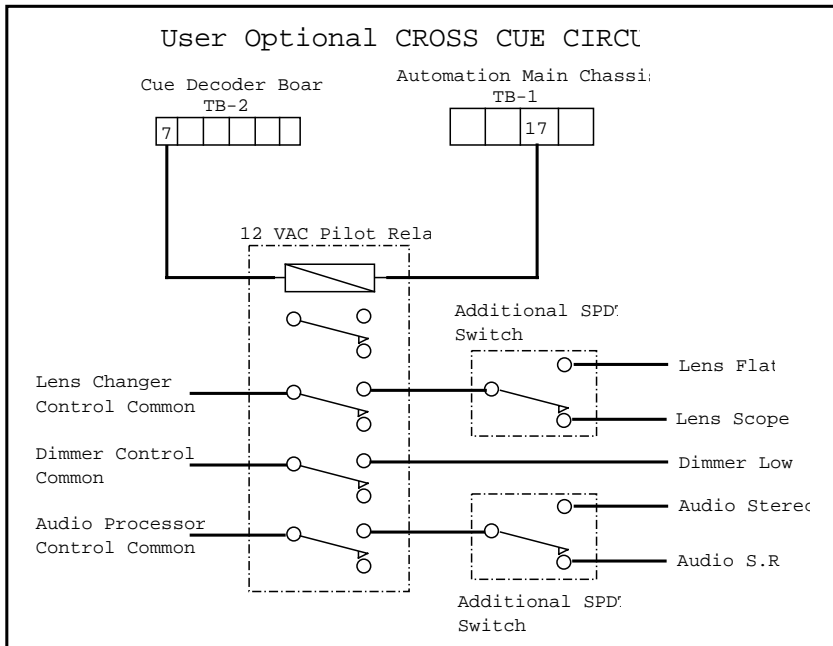 User Optional CROSS CUE CIRCU
Cue Decoder Boar
TB-2
Automation Main Chassi
TB-1
7
17
12 VAC Pilot Rela
Additional SPD
Switch
Lens Changer
Control Common
Lens Flat
Lens Scope
Dimmer Control
Common
Dimmer Low
Audio Processor
Control Common
Audio Stereo
Audio S.R
Additional SPD
Switch